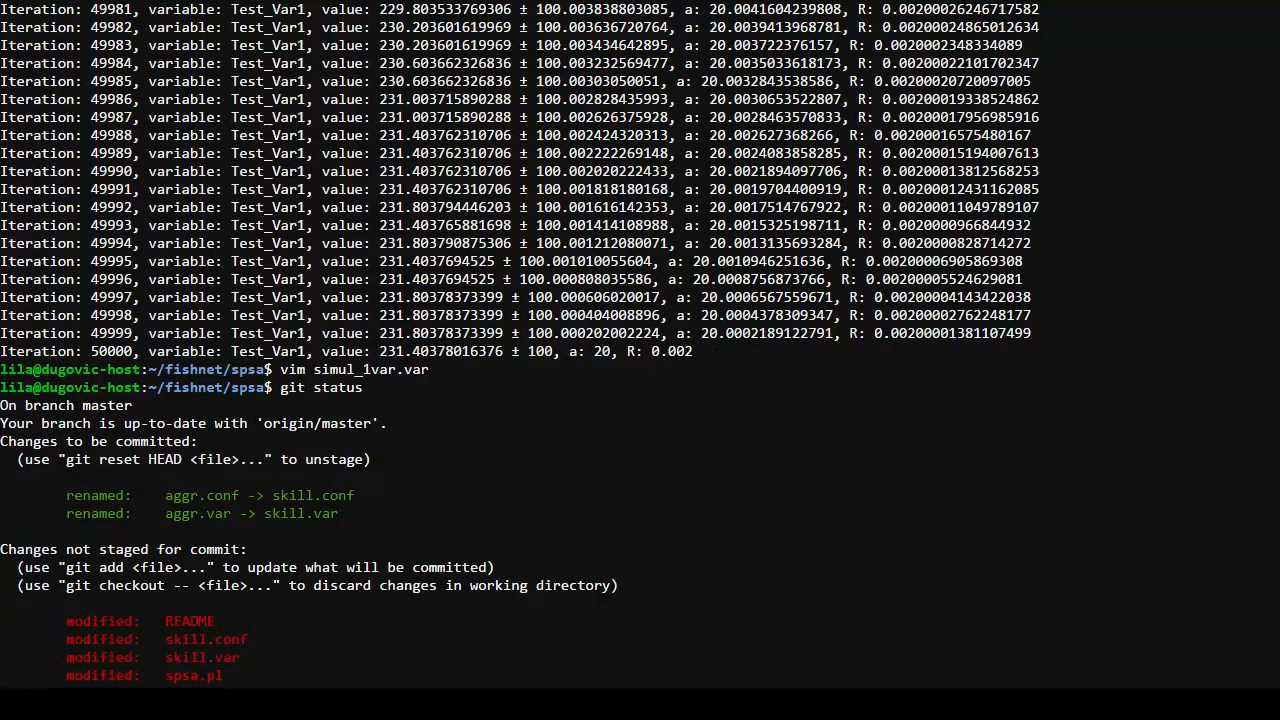 Iteration: 49981, variable: Test_Var1, value: 229.803533769306 ± 100.003838803085, a: 20.0041604239808, R: 0.00200026246717582
Iteration: 49982, variable: Test_Var1, value: 230.203601619969 ± 100.003636720764, a: 20.0039413968781, R: 0.00200024865012634
Iteration: 49983, variable: Test_Var1, value: 230.203601619969 ± 100.003434642895, a: 20.003722376157, R: 0.0020002348334089
Iteration: 49984, variable: Test_Var1, value: 230.603662326836 ± 100.003232569477, a: 20.0035033618173, R: 0.00200022101702347
Iteration: 49985, variable: Test_Var1, value: 230.603662326836 ± 100.00303050051, a: 20.0032843538586, R: 0.00200020720097005
Iteration: 49986, variable: Test_Var1, value: 231.003715890288 ± 100.002828435993, a: 20.0030653522807, R: 0.00200019338524862
Iteration: 49987, variable: Test_Var1, value: 231.003715890288 ± 100.002626375928, a: 20.0028463570833, R: 0.00200017956985916
Iteration: 49988, variable: Test_Var1, value: 231.403762310706 ± 100.002424320313, a: 20.002627368266, R: 0.00200016575480167
Iteration: 49989, variable: Test_Var1, value: 231.403762310706 ± 100.002222269148, a: 20.0024083858285, R: 0.00200015194007613
Iteration: 49990, variable: Test_Var1, value: 231.403762310706 ± 100.002020222433, a: 20.0021894097706, R: 0.00200013812568253
Iteration: 49991, variable: Test_Var1, value: 231.403762310706 ± 100.001818180168, a: 20.0019704400919, R: 0.00200012431162085
Iteration: 49992, variable: Test_Var1, value: 231.803794446203 ± 100.001616142353, a: 20.0017514767922, R: 0.00200011049789107
Iteration: 49993, variable: Test_Var1, value: 231.403765881698 ± 100.001414108988, a: 20.0015325198711, R: 0.0020000966844932
Iteration: 49994, variable: Test_Var1, value: 231.803790875306 ± 100.001212080071, a: 20.0013135693284, R: 0.0020000828714272
Iteration: 49995, variable: Test_Var1, value: 231.4037694525 ± 100.001010055604, a: 20.0010946251636, R: 0.00200006905869308
Iteration: 49996, variable: Test_Var1, value: 231.4037694525 ± 100.000808035586, a: 20.0008756873766, R: 0.00200005524629081
Iteration: 49997, variable: Test_Var1, value: 231.80378373399 ± 100.000606020017, a: 20.0006567559671, R: 0.00200004143422038
Iteration: 49998, variable: Test_Var1, value: 231.80378373399 ± 100.000404008896, a: 20.0004378309347, R: 0.00200002762248177
Iteration: 49999, variable: Test_Var1, value: 231.80378373399 ± 100.000202002224, a: 20.0002189122791, R: 0.00200001381107499
Iteration: 50000, variable: Test_Var1, value: 231.40378016376 ± 100, a: 20, R: 0.002
lila@dugovic-host:~/fishnet/spsa$ vim simul_1var.var
lila@dugovic-host:~/fishnet/spsa$ git status
On branch master
Your branch is up-to-date with 'origin/master'.
Changes to be committed:
  (use "git reset HEAD <file>..." to unstage)
        renamed:    aggr.conf -> skill.conf
        renamed:    aggr.var -> skill.var
Changes not staged for commit:
  (use "git add <file>..." to update what will be committed)
  (use "git checkout -- <file>..." to discard changes in working directory)
        modified:   README
        modified:   skill.conf
        modified:   skill.var
        modified:   spsa.pl